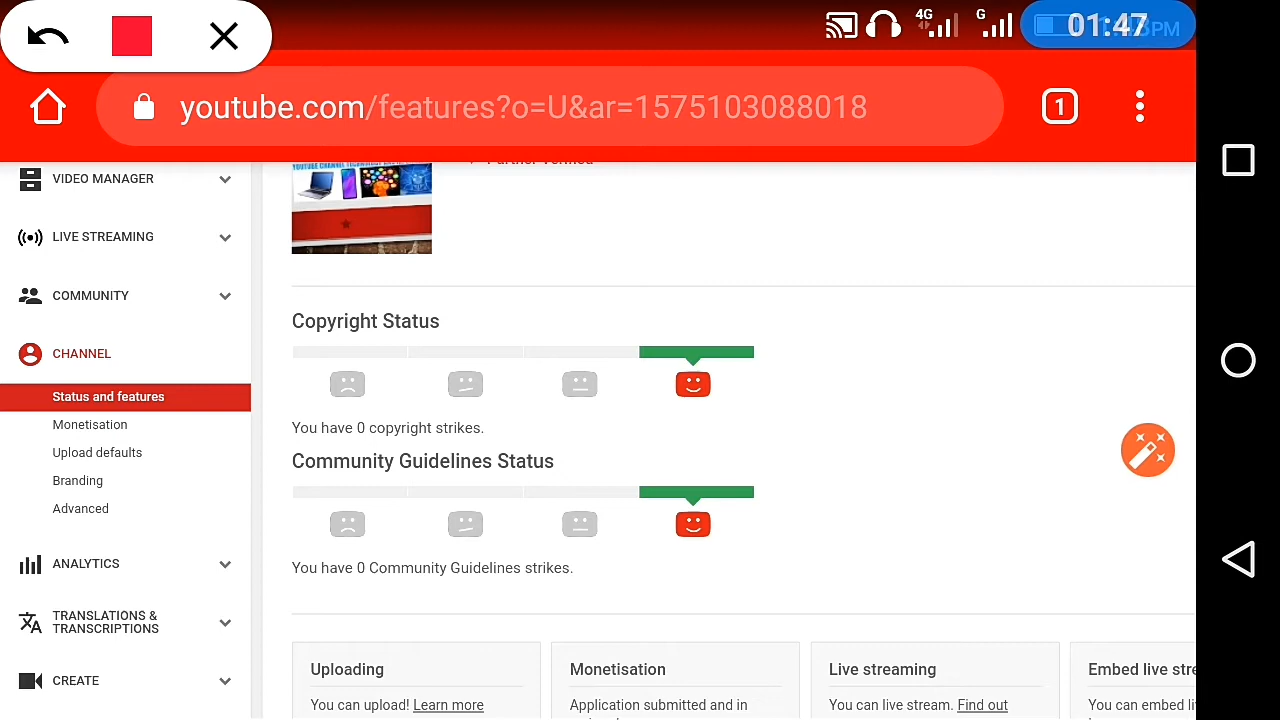 4G
G
01:47
PM
youtube.com/features?o=U&ar=1575103088018
1
Partner Verified
VIDEO MANAGER
LIVE STREAMING
COMMUNITY
CHANNEL
Status and features
Monetisation
Upload defaults
Branding
Advanced
ANALYTICS
TRANSLATIONS &
TRANSCRIPTIONS
CREATE
Copyright Status
You have 0 copyright strikes.
Community Guidelines Status
You have 0 Community Guidelines strikes.
Uploading
You can upload! Learn more
Monetisation
Application submitted and in
Live streaming
You can live stream. Find out
Embed live stre
You can embed li